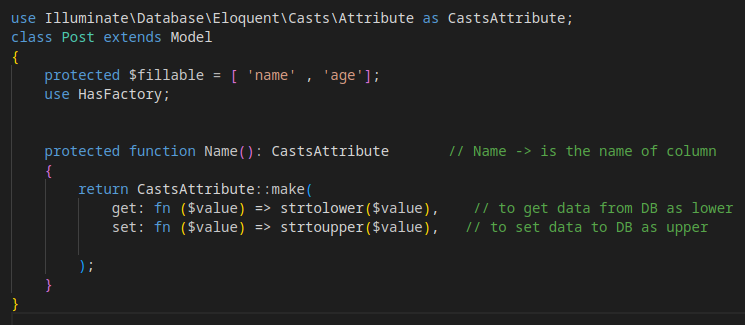 use Illuminate\Database\Eloquent\Casts\Attribute as CastsAttribute;
class Post extends Model
{
    protected $fillable = [ 'name' , 'age'];
    use HasFactory;
    protected function Name(): CastsAttribute       // Name -> is the name of column
    {
        return CastsAttribute::make(
            get: fn ($value) => strtolower($value),    // to get data from DB as lower
            set: fn ($value) => strtoupper($value),   // to set data to DB as upper
        );
    }
}